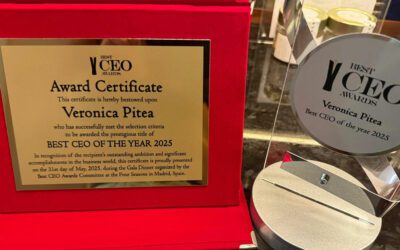 BEST
CEO
AWARDS
Award Certificate
This certificate is hereby bestowed upon
Veronica Pitea
who has successfully met the selection criteria
to be awarded the prestigious title of
BEST CEO OF THE YEAR 2025
In recognition of the recipient's outstanding ambition and significant
accomplishments in the business world, this certificate is proudly presented
on the 31st day of May, 2025, during the Gala Dinner organized by the
Best CEO Awards Committee at the Four Seasons in Madrid, Spain.
BEST
CEO
AWARDS
Veronica Pitea
Best CEO of the year 2025